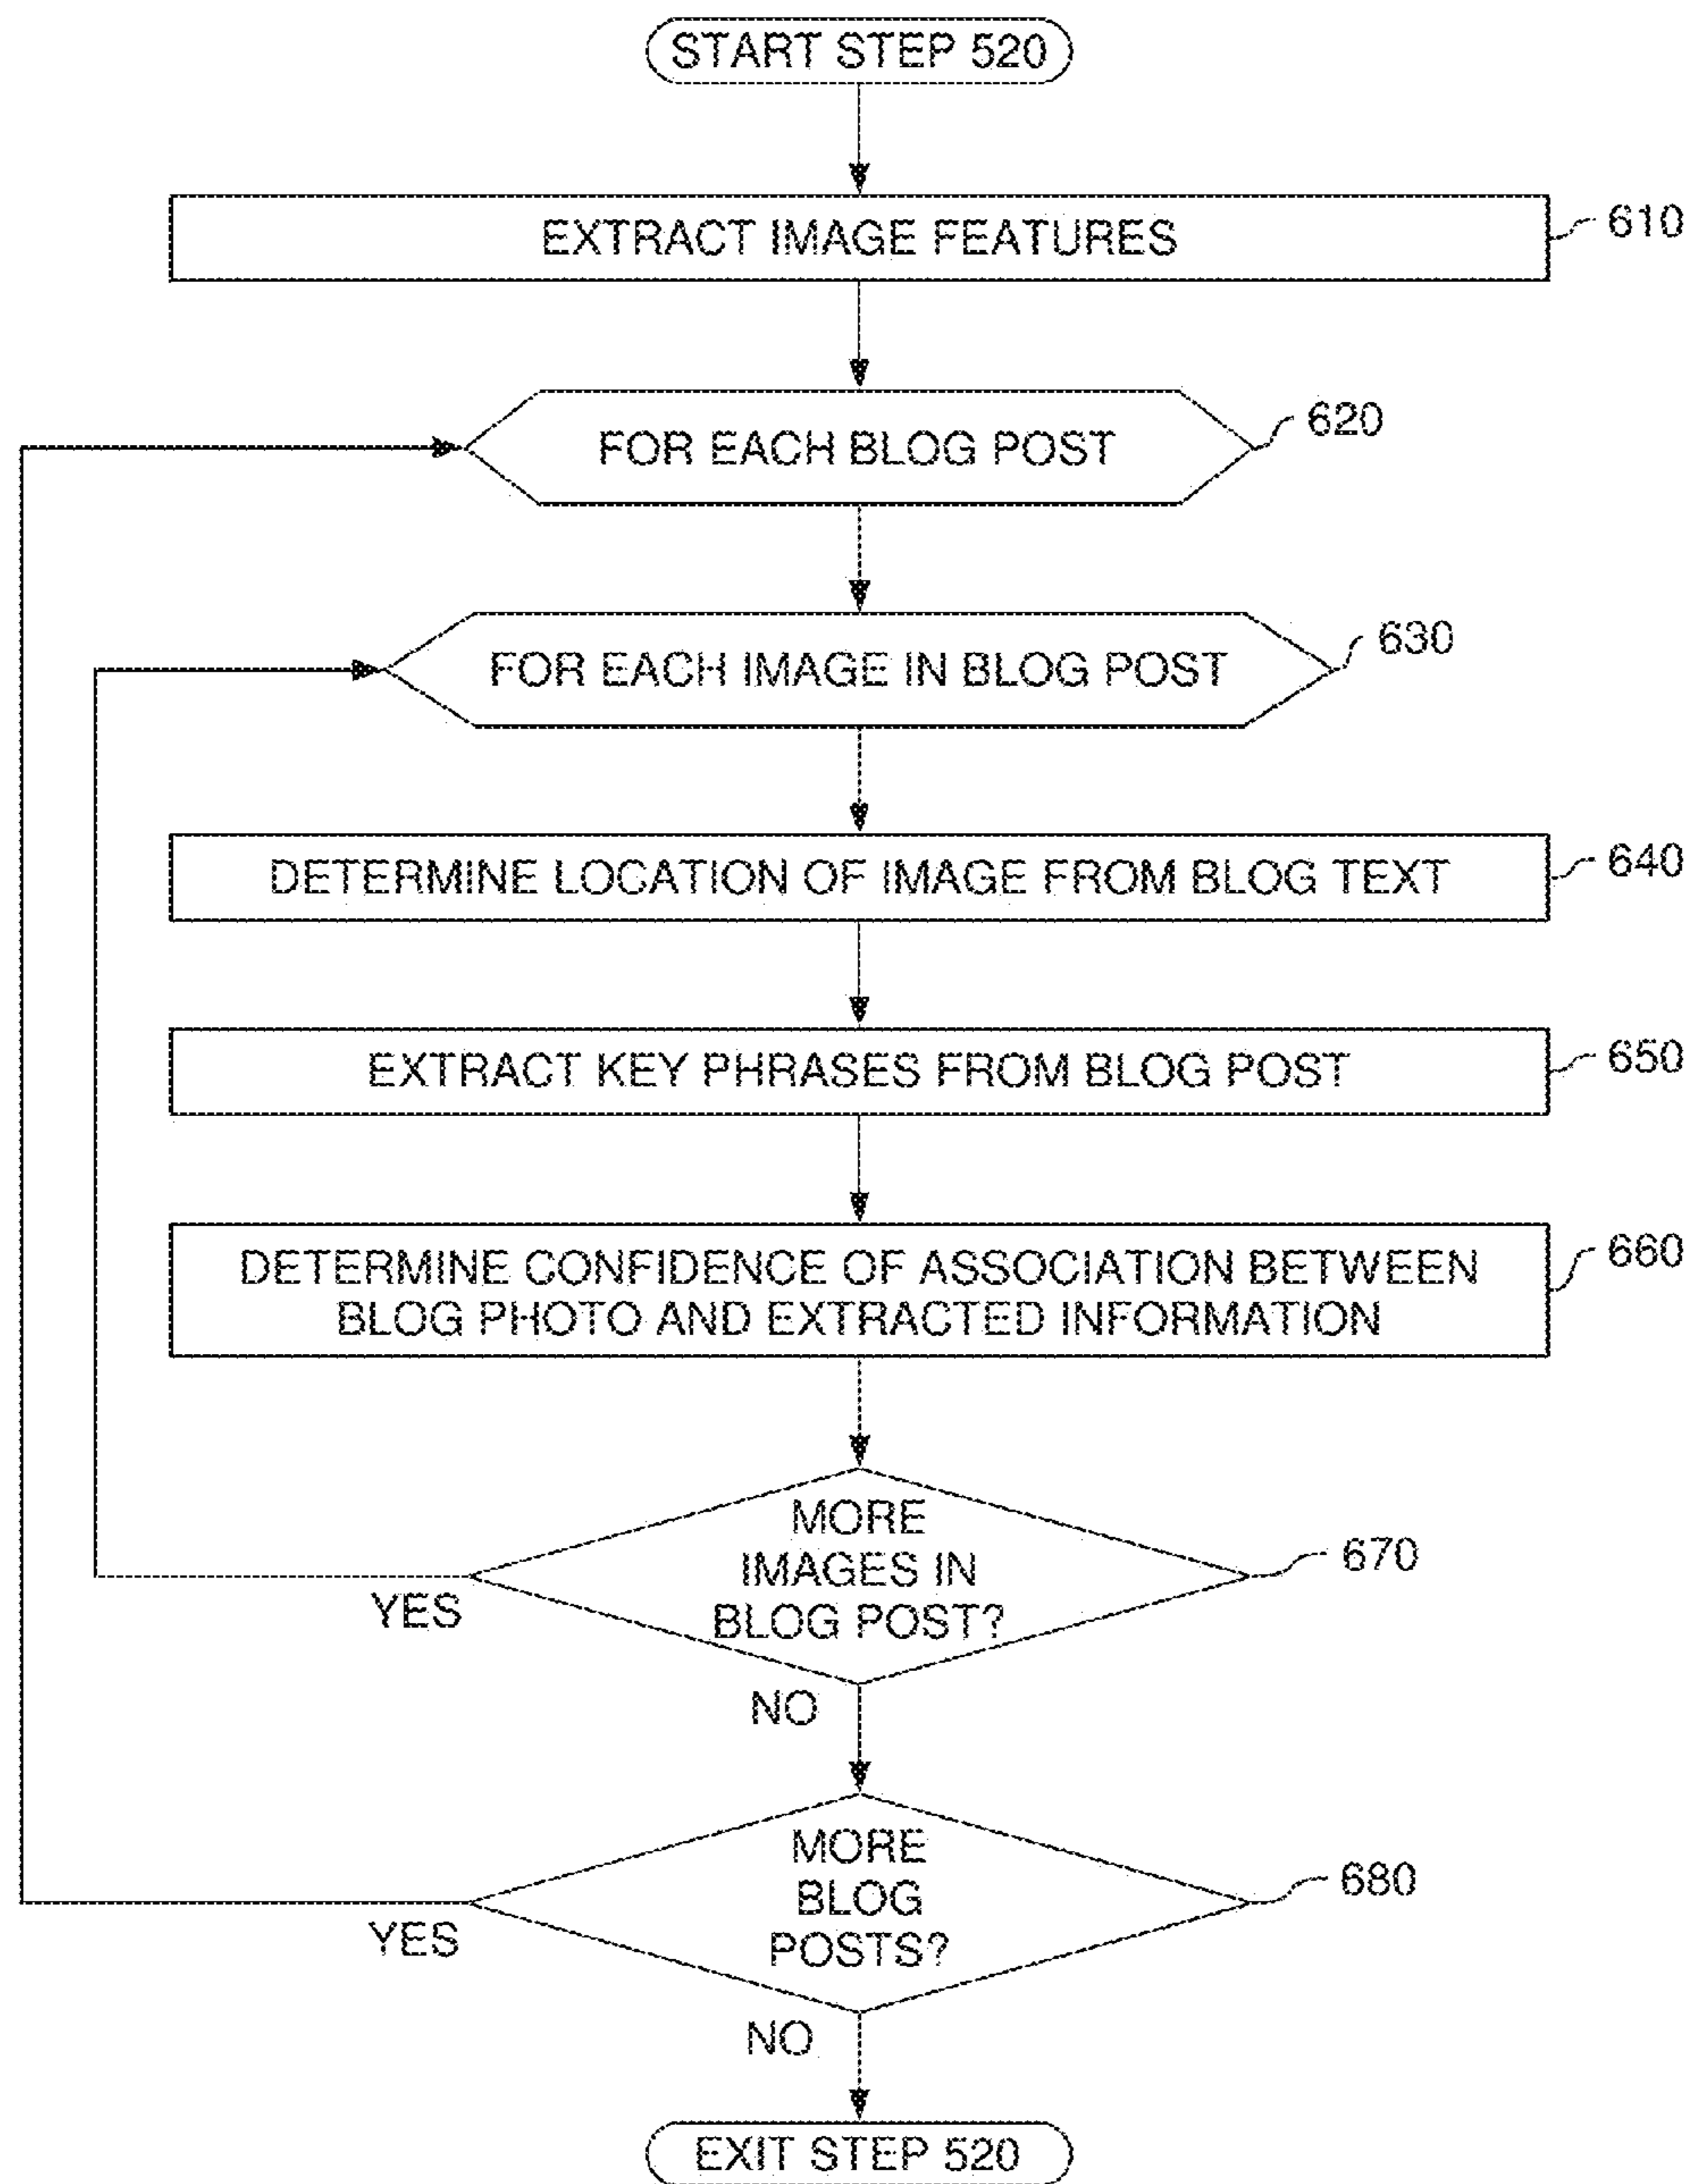 START STEP 520
EXTRACT IMAGE FEATURES
610
FOR EACH BLOG POST
620
FOR EACH IMAGE IN BLOG POST
630
DETERMINE LOCATION OF IMAGE FROM BLOG TEXT
640
EXTRACT KEY PHRASES FROM BLOG POST
650
DETERMINE CONFIDENCE OF ASSOCIATION BETWEEN
BLOG PHOTO AND EXTRACTED INFORMATION
660
MORE
IMAGES IN
BLOG POST?
670
YES
NO
MORE
BLOG
POSTS?
680
YES
NO
EXIT STEP 520